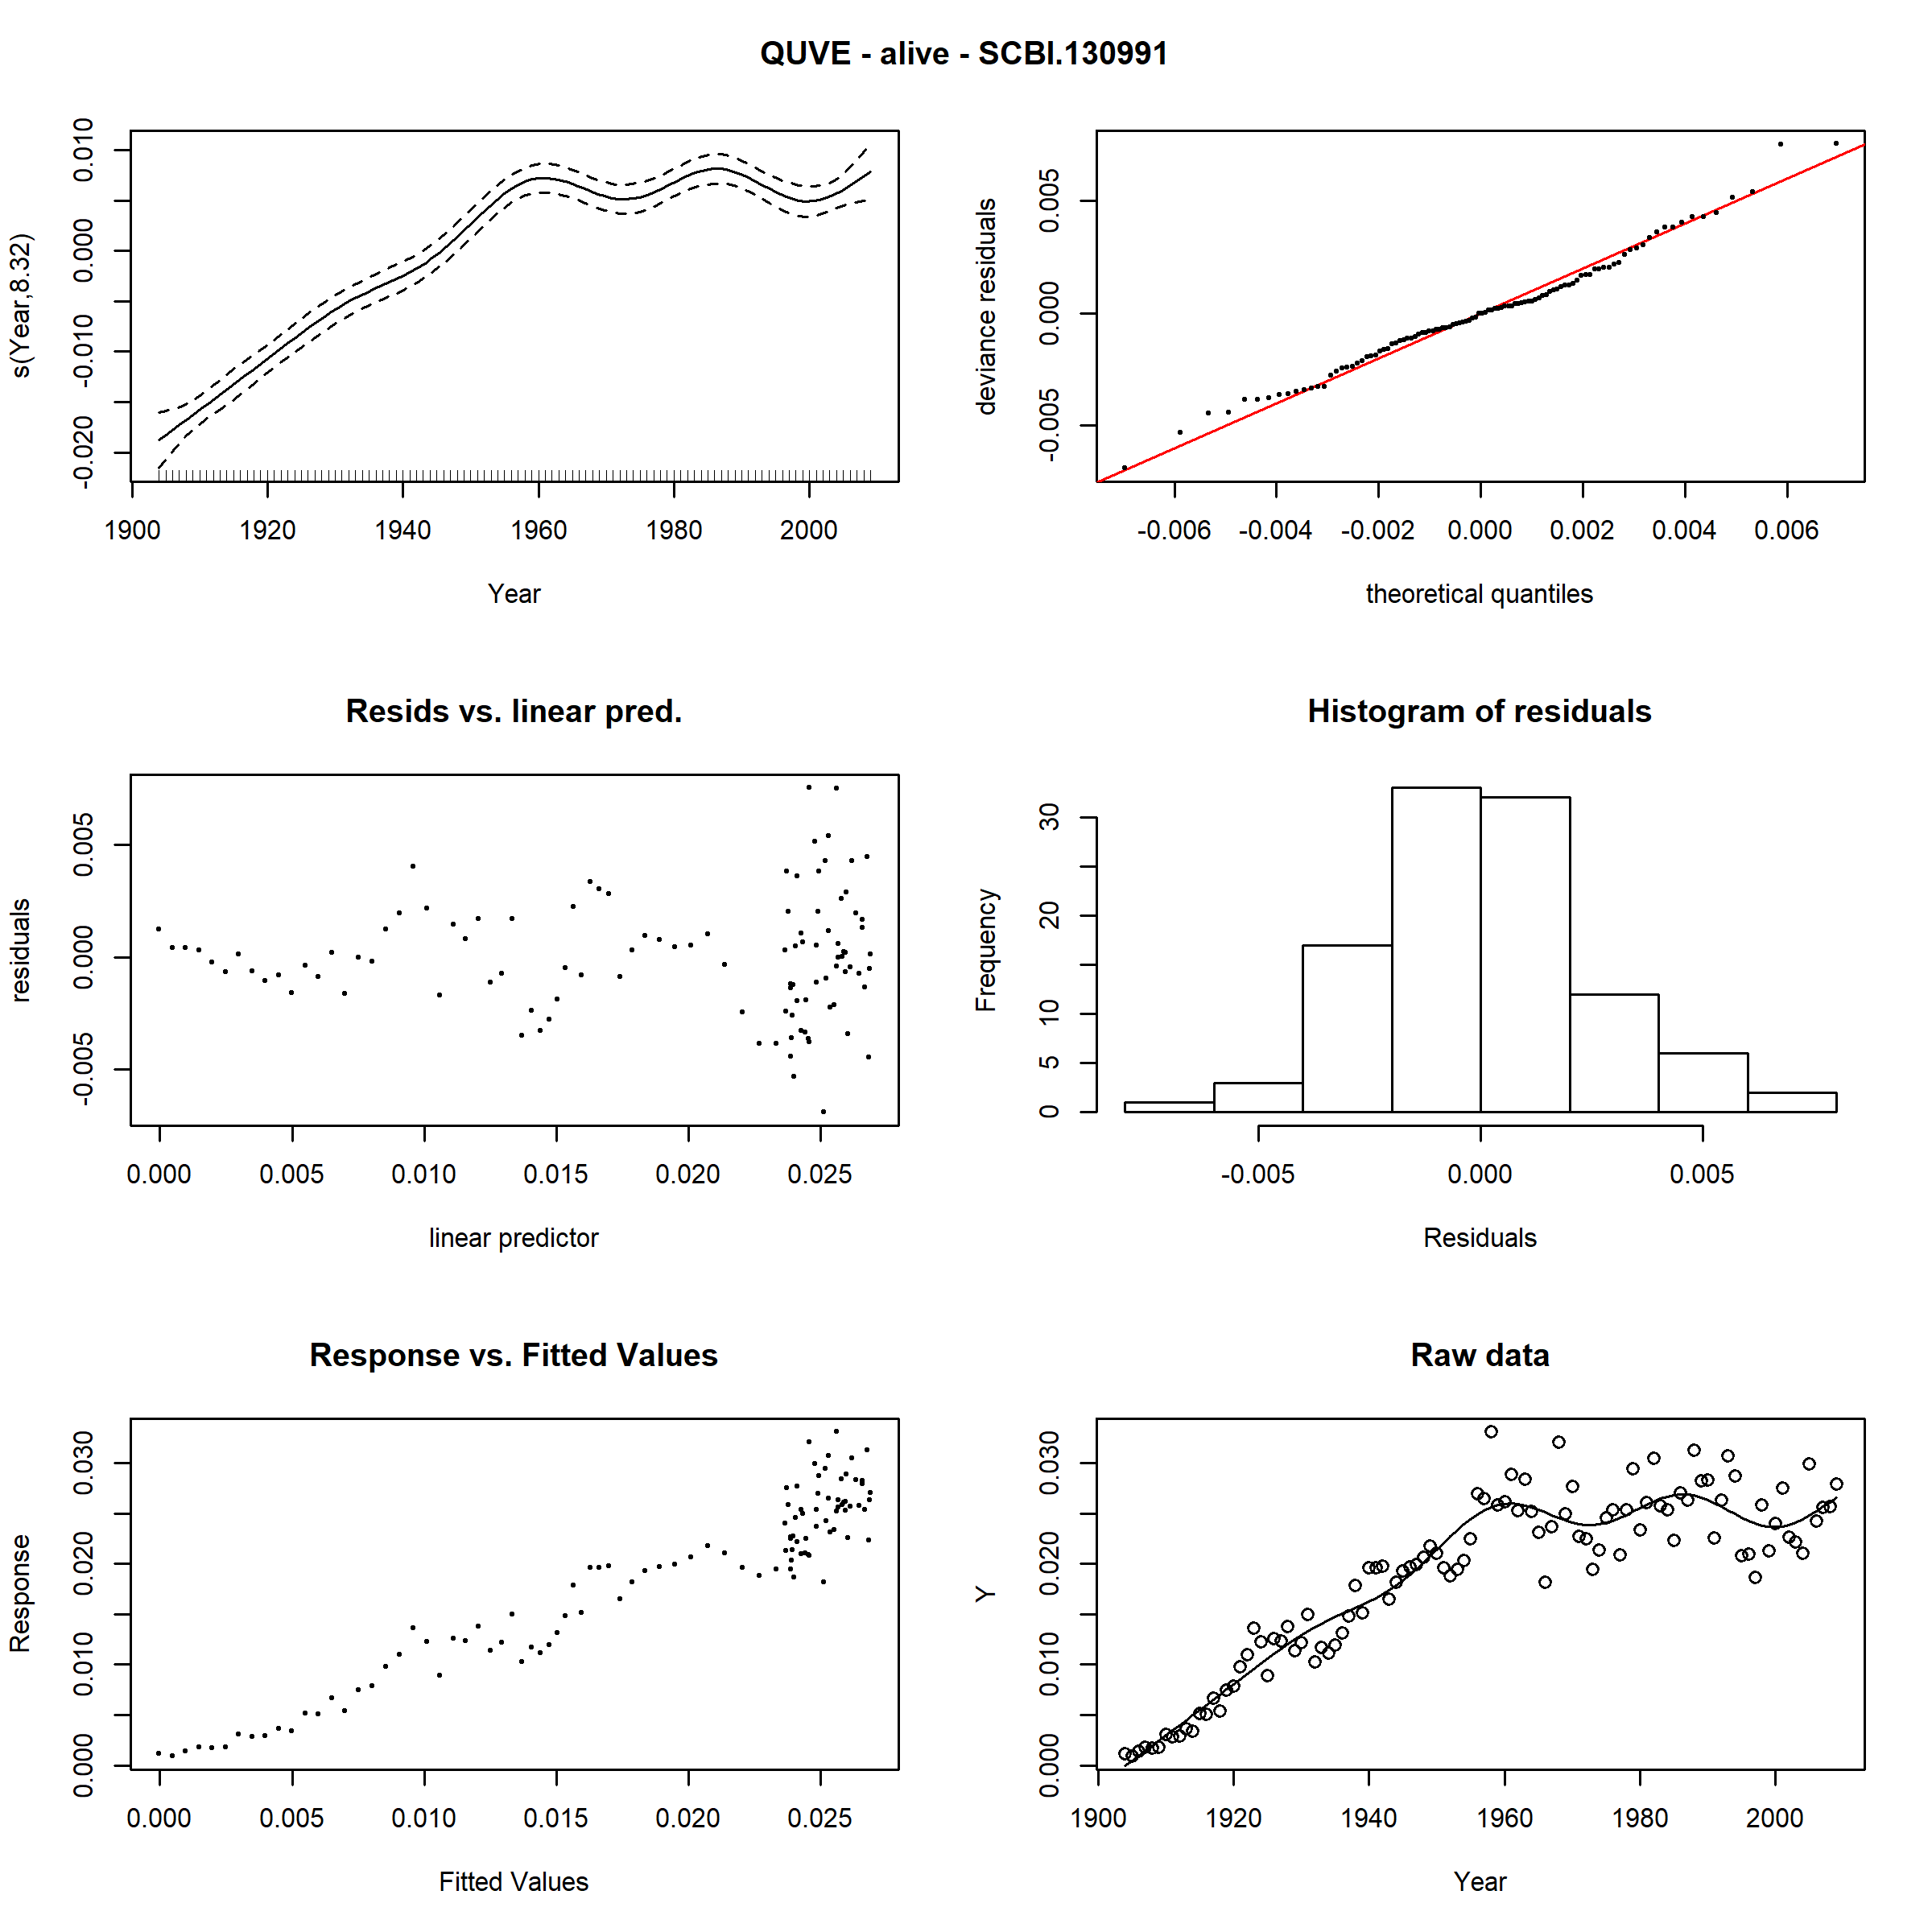 QUVE - alive - SCBI.130991
s(Year,8.32)
-0.020 -0.010 0.000 0.010
1900 1920 1940 1960 1980 2000
Year
deviance residuals
-0.005 0.000 0.005
-0.006 -0.004 -0.002 0.000 0.002 0.004 0.006
theoretical quantiles
Resids vs. linear pred.
residuals
-0.005 0.000 0.005
0.000 0.005 0.010 0.015 0.020 0.025
linear predictor
Histogram of residuals
Frequency
0 5 10 20 30
-0.005 0.000 0.005
Residuals
Response vs. Fitted Values
Response
0.000 0.010 0.020 0.030
0.000 0.005 0.010 0.015 0.020 0.025
Fitted Values
Raw data
Y
0.000 0.010 0.020 0.030
1900 1920 1940 1960 1980 2000
Year